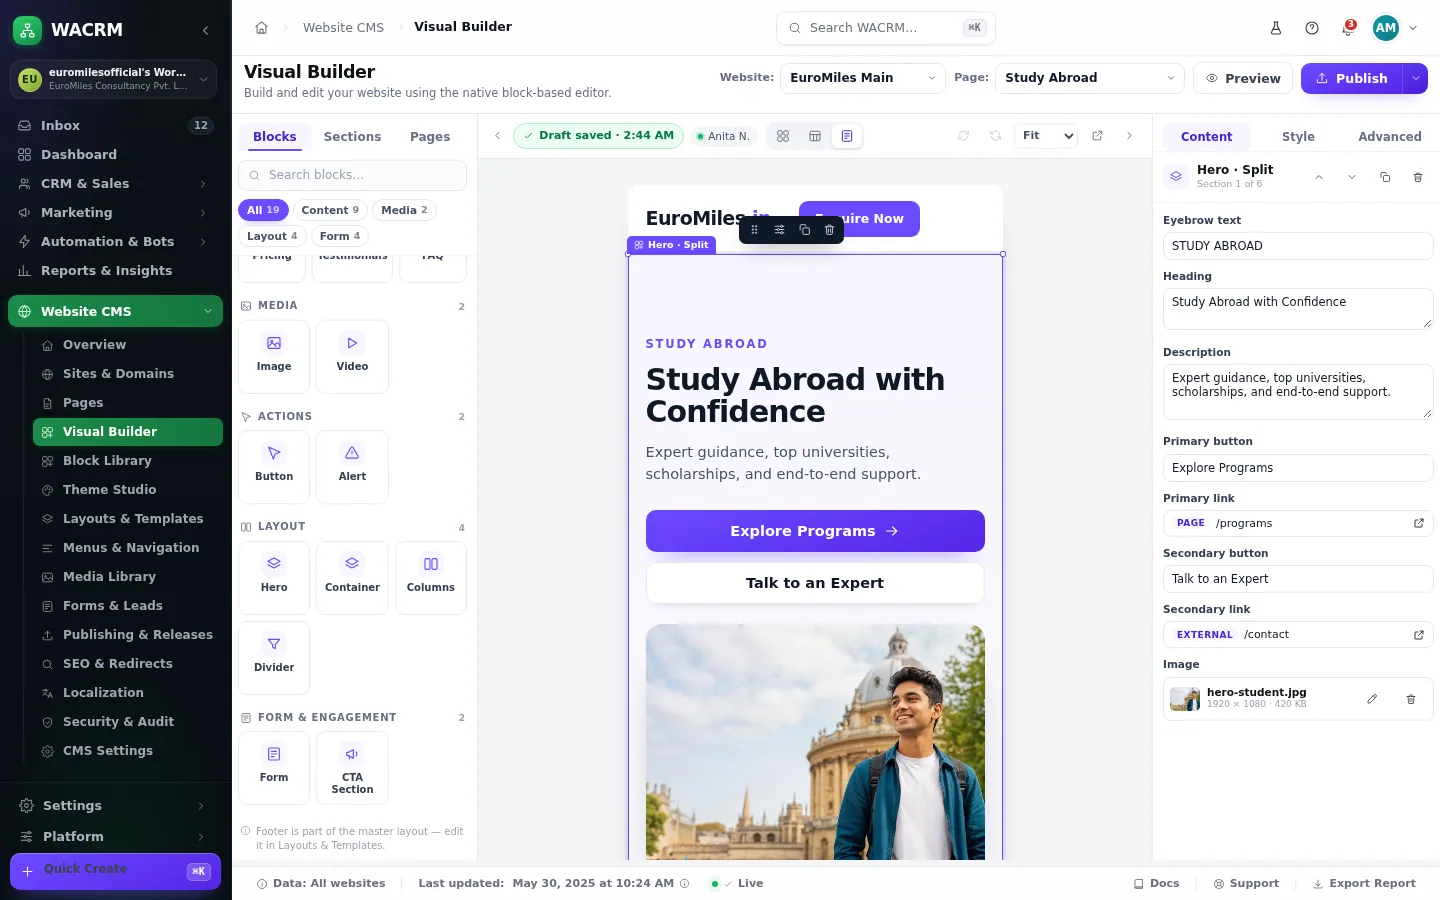 WACRM
EU
euromilesofficial's Wor...
EuroMiles Consultancy Pvt. L...
Inbox
12
Dashboard
CRM & Sales
Marketing
Automation & Bots
Reports & Insights
Website CMS
Overview
Sites & Domains
Pages
Visual Builder
Block Library
Theme Studio
Layouts & Templates
Menus & Navigation
Media Library
Forms & Leads
Publishing & Releases
SEO & Redirects
Localization
Security & Audit
CMS Settings
Settings
Platform
Quick Create
⌘K
Website CMS
Visual Builder
Search WACRM...
⌘K
3
AM
Visual Builder
Build and edit your website using the native block-based editor.
Website:
EuroMiles Main
Page:
Study Abroad
Preview
Publish
Blocks
Sections
Pages
Search blocks...
All 19
Content 9
Media 2
Layout 4
Form 4
Pricing
Testimonials
FAQ
MEDIA
2
Image
Video
ACTIONS
2
Button
Alert
LAYOUT
4
Hero
Container
Columns
Divider
FORM & ENGAGEMENT
2
Form
CTA
Section
Footer is part of the master layout — edit
it in Layouts & Templates.
Draft saved · 2:44 AM
Anita N.
Fit
EuroMiles
Hero · Split
STUDY ABROAD
Study Abroad with
Confidence
Expert guidance, top universities,
scholarships, and end-to-end support.
Explore Programs →
Talk to an Expert
Content
Style
Advanced
Hero · Split
Section 1 of 6
Eyebrow text
STUDY ABROAD
Heading
Study Abroad with Confidence
Description
Expert guidance, top universities,
scholarships, and end-to-end support.
Primary button
Explore Programs
Primary link
PAGE /programs
Secondary button
Talk to an Expert
Secondary link
EXTERNAL /contact
Image
hero-student.jpg
1920 × 1080 · 420 KB
Data: All websites
Last updated: May 30, 2025 at 10:24 AM
Live
Docs
Support
Export Report